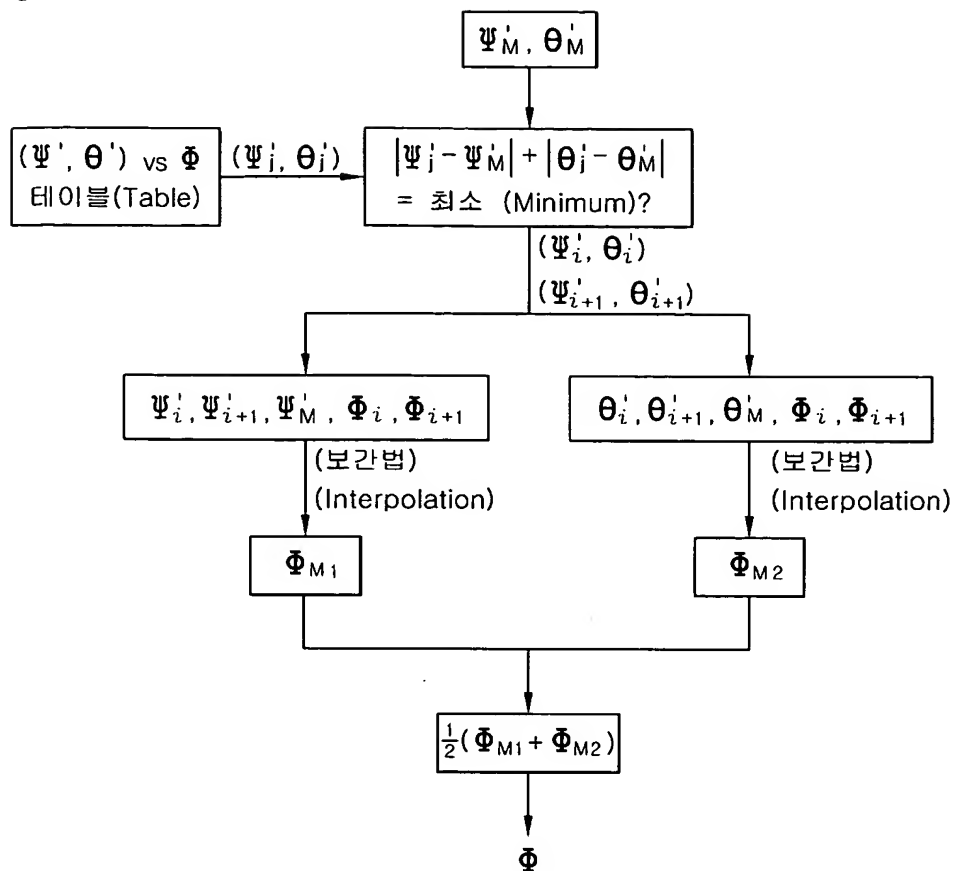 Ψ'M, Θ'M
(Ψ', Θ') vs Φ
테이블(Table)
(Ψ'j, Θ'j)
|Ψ'j - Ψ'M| + |Θ'j - Θ'M|
= 최소 (Minimum)?
(Ψ'i, Θ'i)
(Ψ'i+1, Θ'i+1)
Ψ'i, Ψ'i+1, Ψ'M, Φi, Φi+1
Θ'i, Θ'i+1, Θ'M, Φi, Φi+1
(보간법)
(Interpolation)
(보간법)
(Interpolation)
ΦM1
ΦM2
1/2(ΦM1 + ΦM2)
Φ